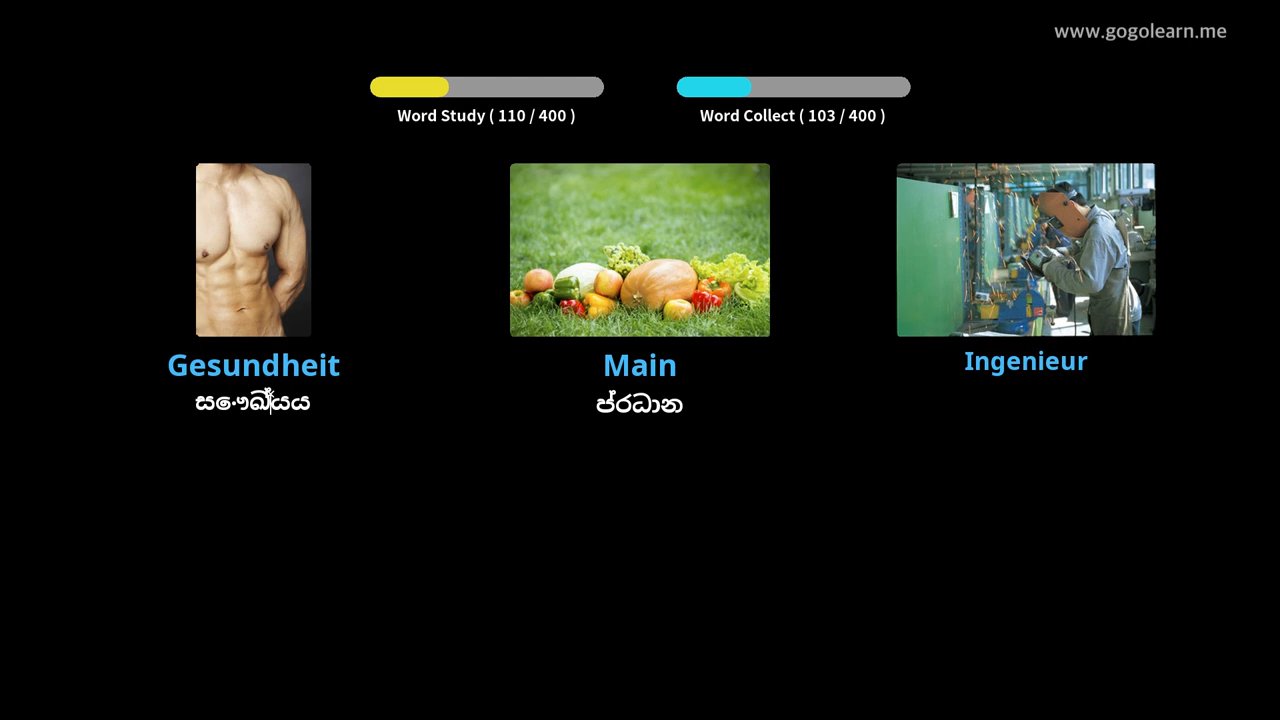 www.gogolearn.me
Word Study ( 110 / 400 )
Word Collect ( 103 / 400 )
Gesundheit
සෞඛ්‍යය
Main
ප්රධාන
Ingenieur